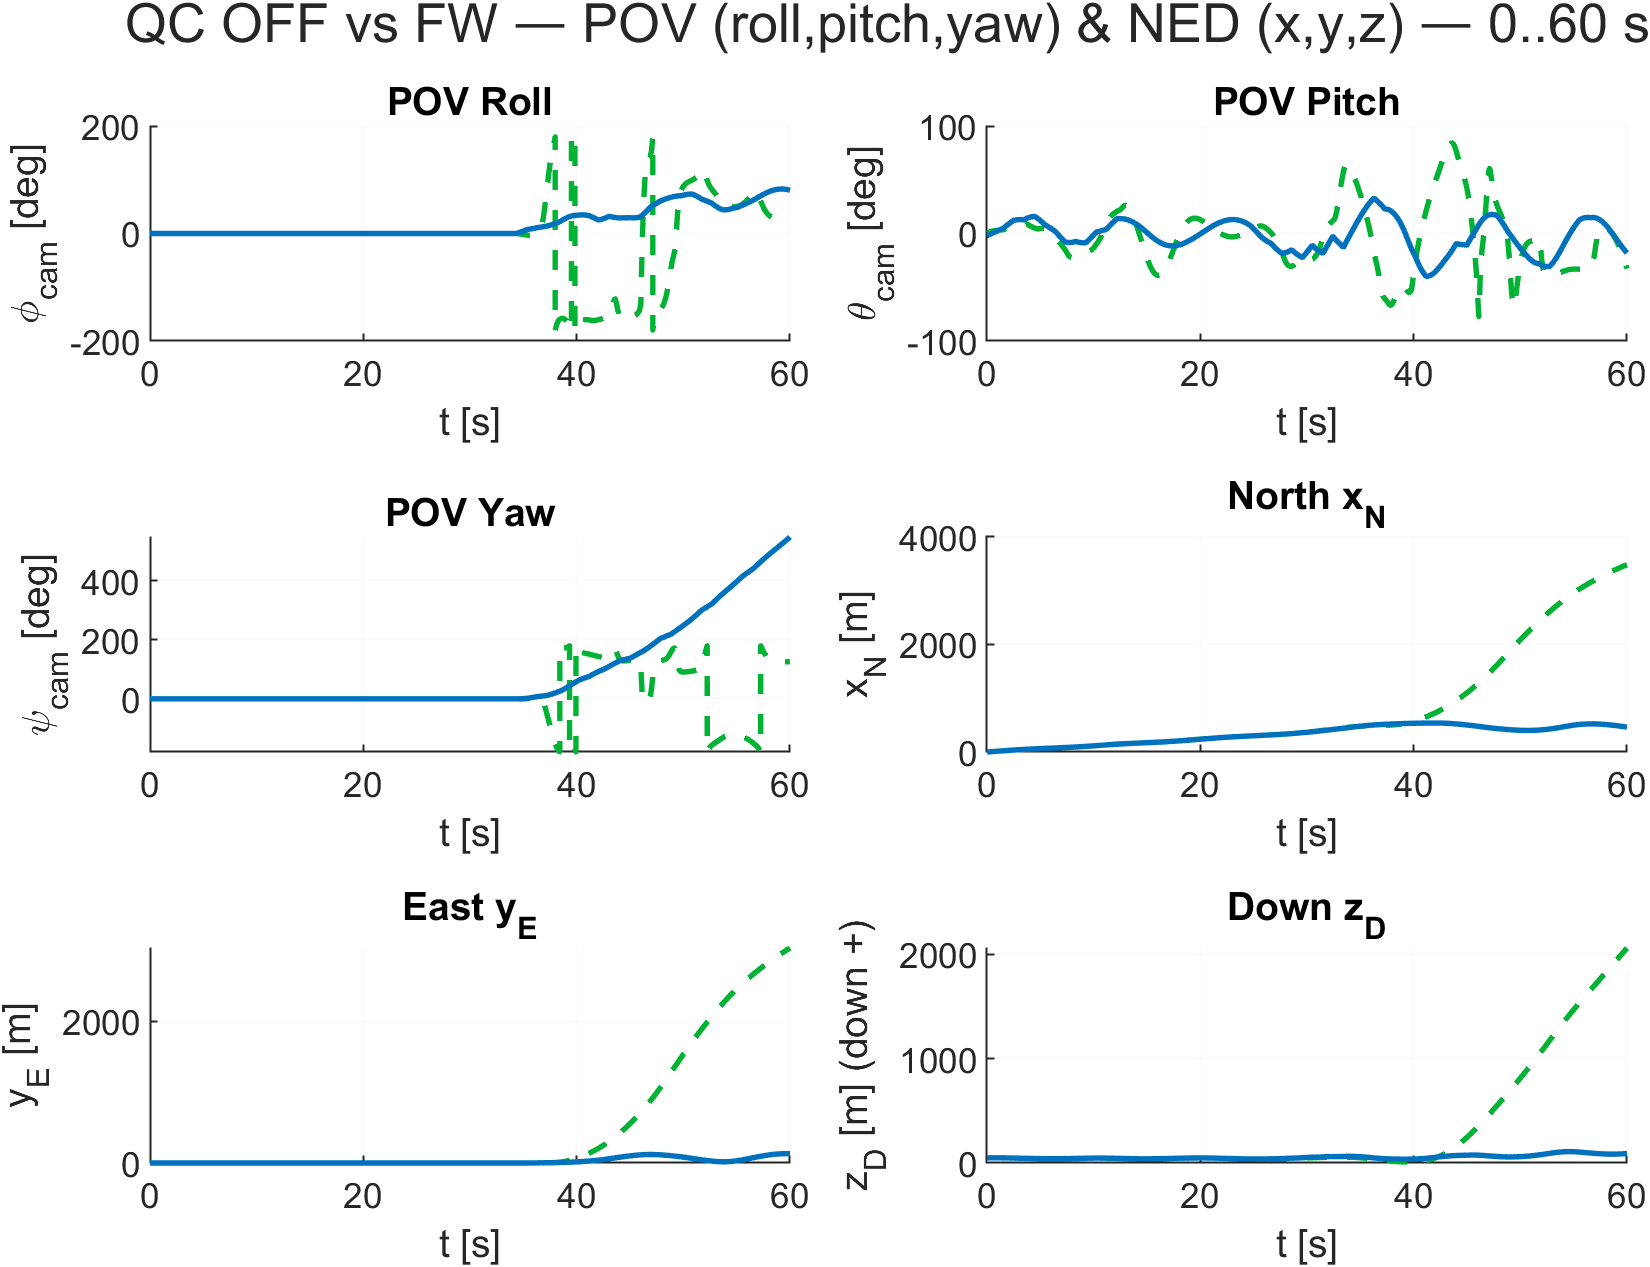 QC OFF vs FW — POV (roll,pitch,yaw) & NED (x,y,z) — 0..60 s
POV Roll
ϕcam [deg]
200
0
-200
0 20 40 60
t [s]
POV Pitch
θcam [deg]
100
0
-100
0 20 40 60
t [s]
POV Yaw
ψcam [deg]
400
200
0
0 20 40 60
t [s]
North xN
xN [m]
4000
2000
0
0 20 40 60
t [s]
East yE
yE [m]
2000
0
0 20 40 60
t [s]
Down zD
zD [m] (down +)
2000
1000
0
0 20 40 60
t [s]